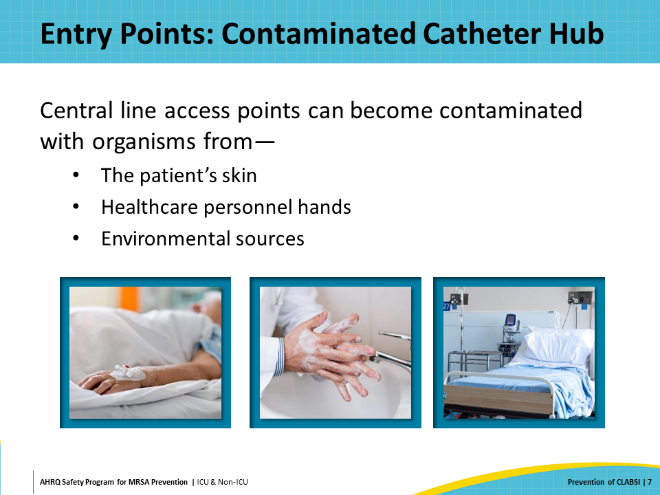 Entry Points: Contaminated Catheter Hub
Central line access points can become contaminated
with organisms from—
• The patient’s skin
• Healthcare personnel hands
• Environmental sources
AHRQ Safety Program for MRSA Prevention | ICU & Non-ICU
Prevention of CLABSI | 7